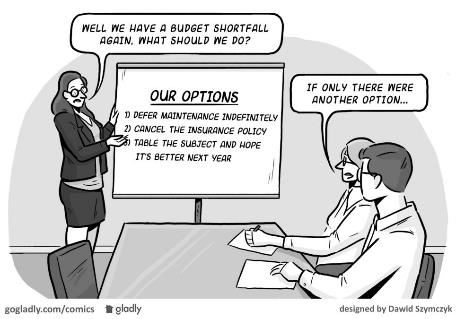 WELL WE HAVE A BUDGET SHORTFALL
AGAIN, WHAT SHOULD WE DO?
IF ONLY THERE WERE
ANOTHER OPTION...
OUR OPTIONS
1) DEFER MAINTENANCE INDEFINITELY
2) CANCEL THE INSURANCE POLICY
3) TABLE THE SUBJECT AND HOPE
IT'S BETTER NEXT YEAR
gogladly.com/comics gladly
designed by Dawid Szymczyk